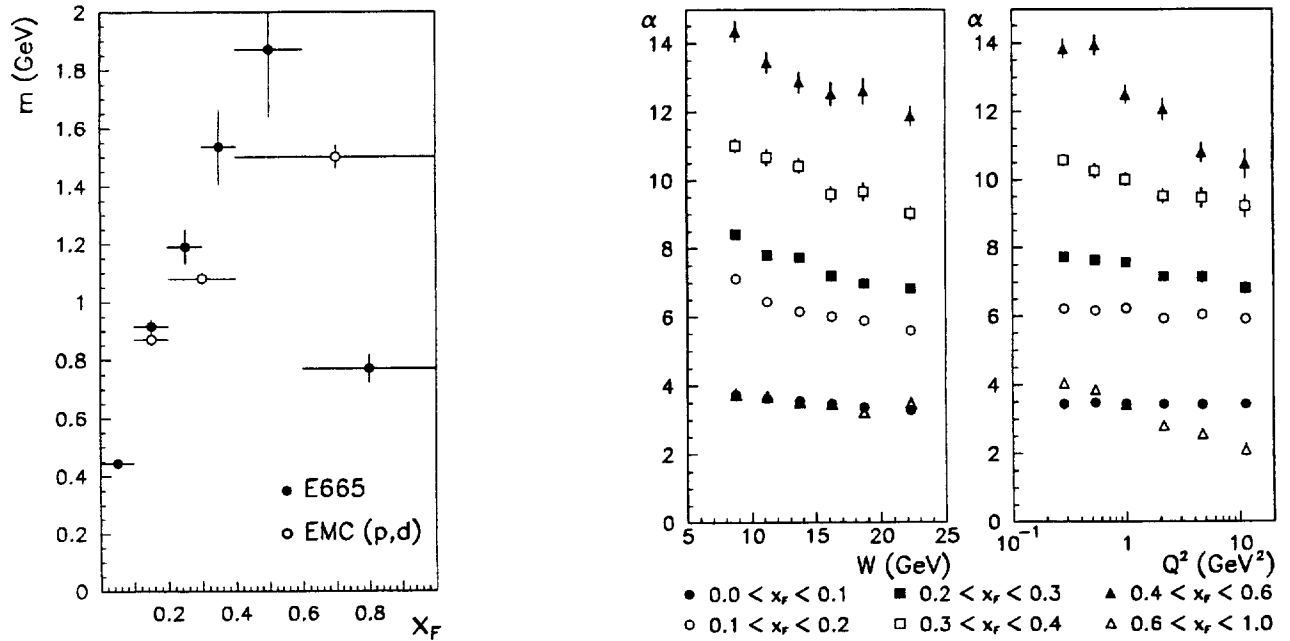 m (GeV)
2
1.8
1.6
1.4
1.2
1
0.8
0.6
0.4
0.2
0
0.2 0.4 0.6 0.8 X_F
● E665
○ EMC (p,d)
α
14
12
10
8
6
4
2
0
5 10 15 20 25
W (GeV)
α
14
12
10
8
6
4
2
0
10⁻¹ 1 10
Q² (GeV²)
● 0.0 < x_F < 0.1 ■ 0.2 < x_F < 0.3 ▲ 0.4 < x_F < 0.6
○ 0.1 < x_F < 0.2 □ 0.3 < x_F < 0.4 △ 0.6 < x_F < 1.0